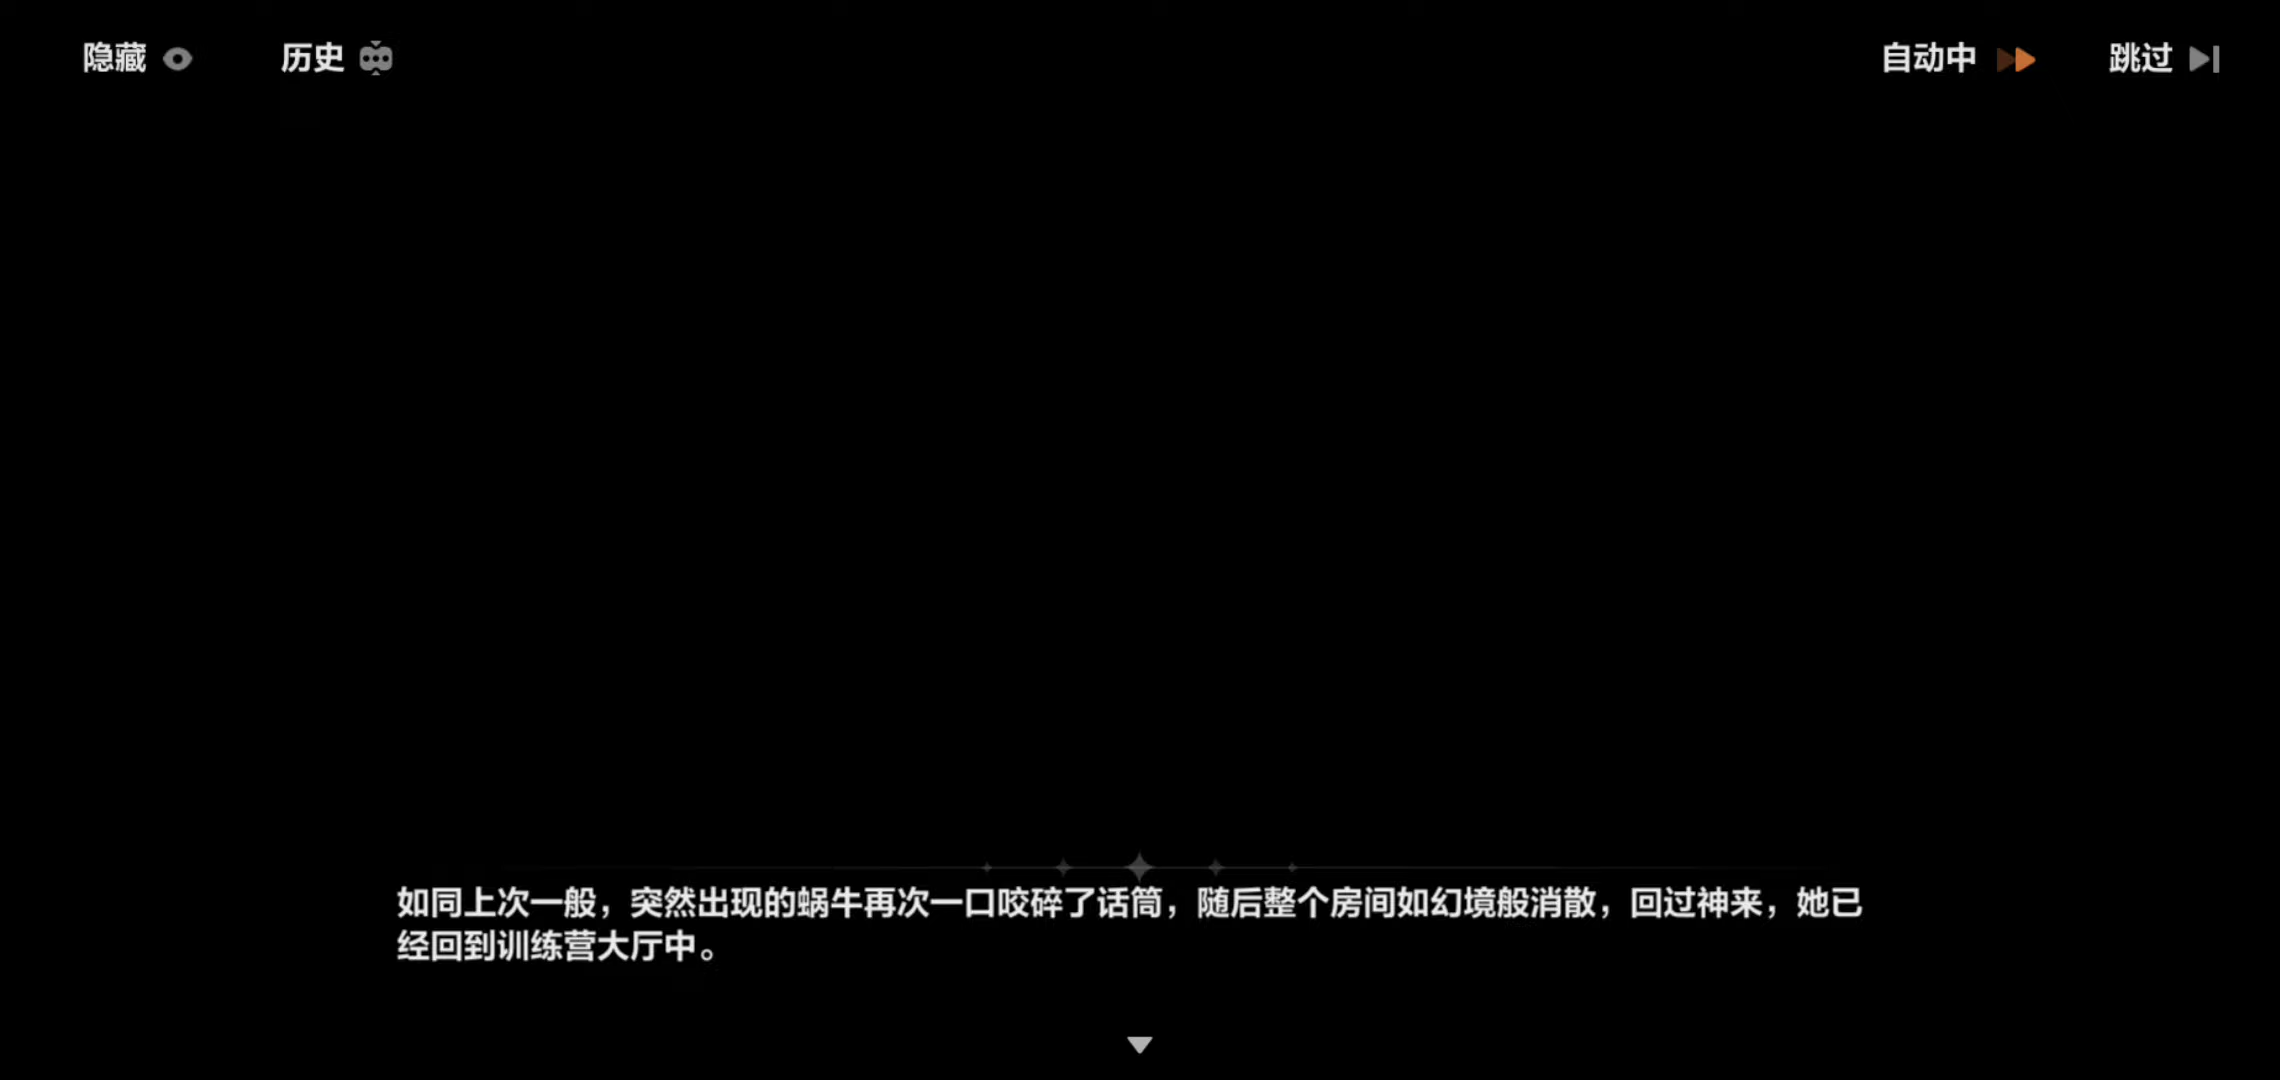 隐藏
历史
自动中
跳过
如同上次一般，突然出现的蜗牛再次一口咬碎了话筒，随后整个房间如幻境般消散，回过神来，她已
经回到训练营大厅中。